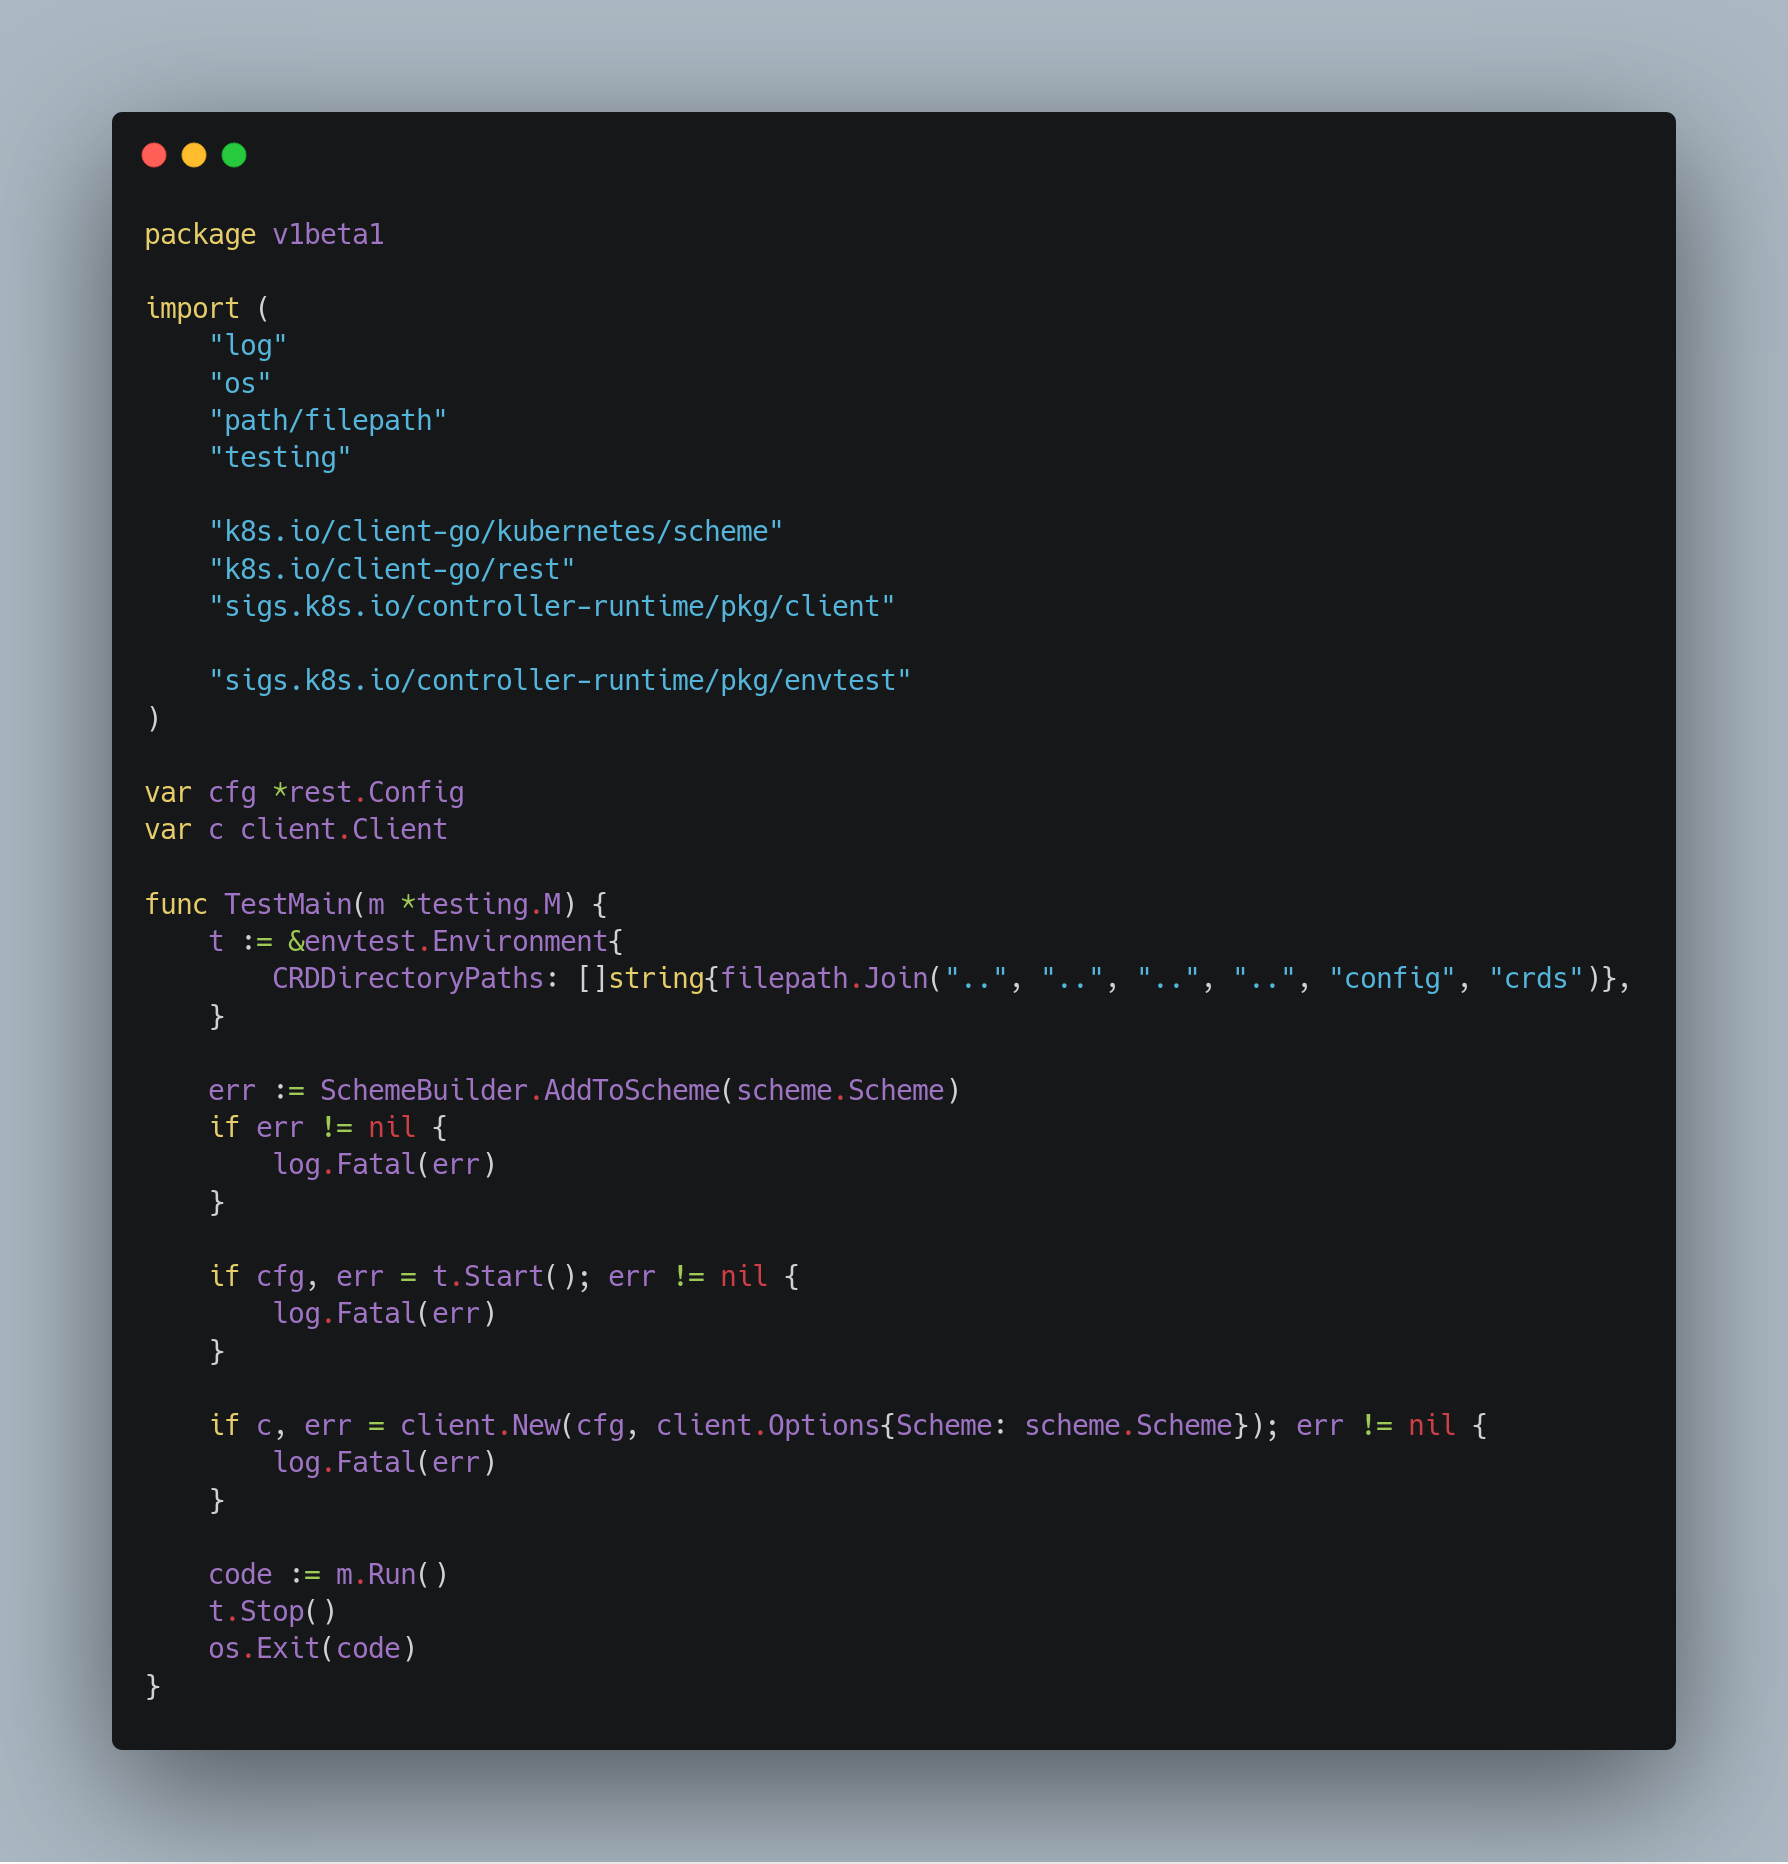 package v1beta1

import (
    "log"
    "os"
    "path/filepath"
    "testing"

    "k8s.io/client-go/kubernetes/scheme"
    "k8s.io/client-go/rest"
    "sigs.k8s.io/controller-runtime/pkg/client"

    "sigs.k8s.io/controller-runtime/pkg/envtest"
)

var cfg *rest.Config
var c client.Client

func TestMain(m *testing.M) {
    t := &envtest.Environment{
        CRDDirectoryPaths: []string{filepath.Join("..", "..", "..", "..", "config", "crds")},
    }

    err := SchemeBuilder.AddToScheme(scheme.Scheme)
    if err != nil {
        log.Fatal(err)
    }

    if cfg, err = t.Start(); err != nil {
        log.Fatal(err)
    }

    if c, err = client.New(cfg, client.Options{Scheme: scheme.Scheme}); err != nil {
        log.Fatal(err)
    }

    code := m.Run()
    t.Stop()
    os.Exit(code)
}